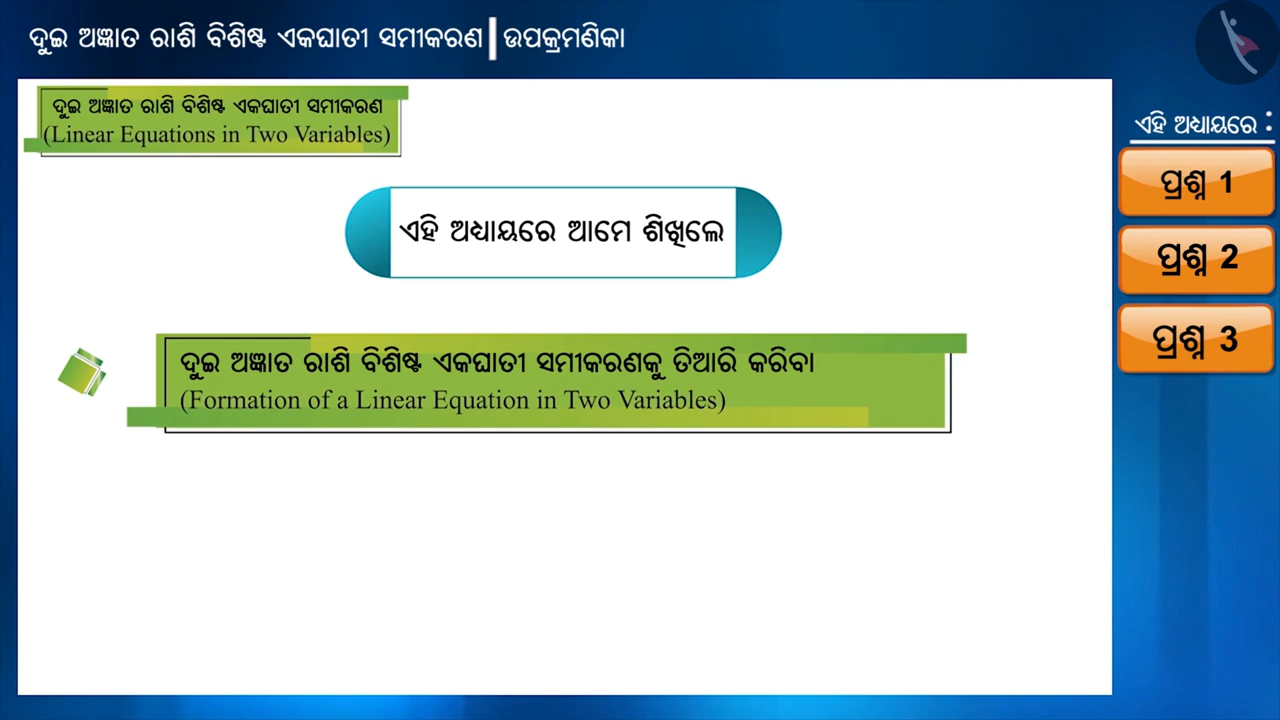 ଦୁଇ ଅଜ୍ଞାତ ରାଶି ବିଶିଷ୍ଟ ଏକଘାତୀ ସମୀକରଣ | ଉପକ୍ରମଣିକା
ଦୁଇ ଅଜ୍ଞାତ ରାଶି ବିଶିଷ୍ଟ ଏକଘାତୀ ସମୀକରଣ
(Linear Equations in Two Variables)
ଏହି ଅଧ୍ୟାୟରେ ଆମେ ଶିଖିଲେ
ଦୁଇ ଅଜ୍ଞାତ ରାଶି ବିଶିଷ୍ଟ ଏକଘାତୀ ସମୀକରଣକୁ ତିଆରି କରିବା
(Formation of a Linear Equation in Two Variables)
ଏହି ଅଧ୍ୟାୟରେ :
ପ୍ରଶ୍ନ 1
ପ୍ରଶ୍ନ 2
ପ୍ରଶ୍ନ 3